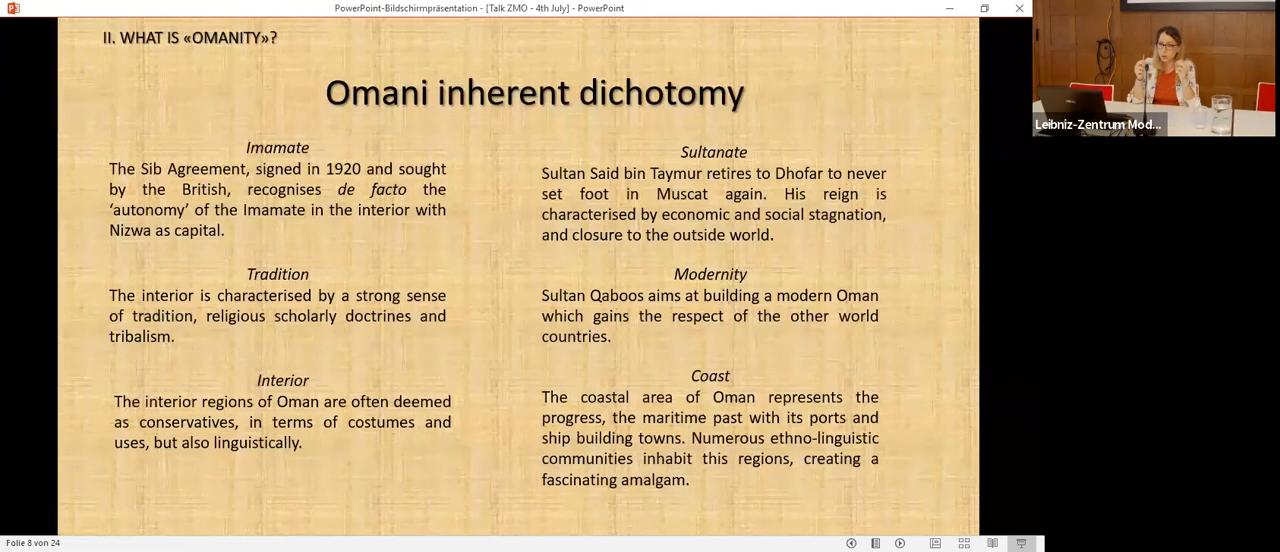 PowerPoint-Bildschirmpräsentation - [Talk ZMO - 4th July] - PowerPoint
II. WHAT IS «OMANITY»?
Omani inherent dichotomy
Imamate
The Sib Agreement, signed in 1920 and sought
by the British, recognises de facto the
‘autonomy’ of the Imamate in the interior with
Nizwa as capital.
Sultanate
Sultan Said bin Taymur retires to Dhofar to never
set foot in Muscat again. His reign is
characterised by economic and social stagnation,
and closure to the outside world.
Tradition
The interior is characterised by a strong sense
of tradition, religious scholarly doctrines and
tribalism.
Modernity
Sultan Qaboos aims at building a modern Oman
which gains the respect of the other world
countries.
Interior
The interior regions of Oman are often deemed
as conservatives, in terms of costumes and
uses, but also linguistically.
Coast
The coastal area of Oman represents the
progress, the maritime past with its ports and
ship building towns. Numerous ethno-linguistic
communities inhabit this regions, creating a
fascinating amalgam.
Leibniz-Zentrum Mod...
Folie 8 von 24